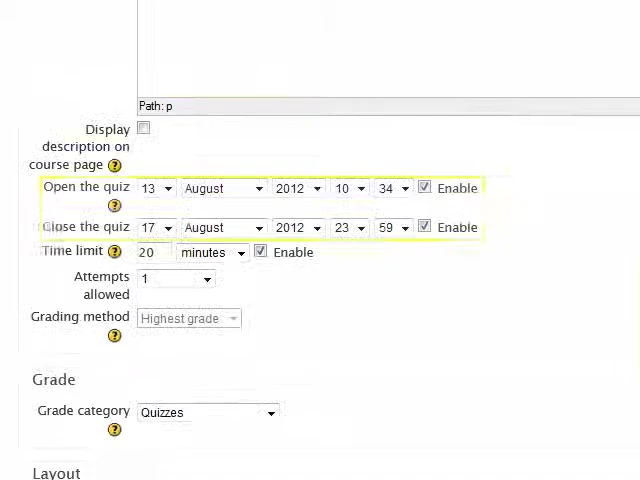 Path: p
Display
description on
course page
Open the quiz 13 August 2012 10 34 Enable
Close the quiz 17 August 2012 23 59 Enable
Time limit 20 minutes Enable
Attempts
allowed 1
Grading method Highest grade
Grade
Grade category Quizzes
Layout